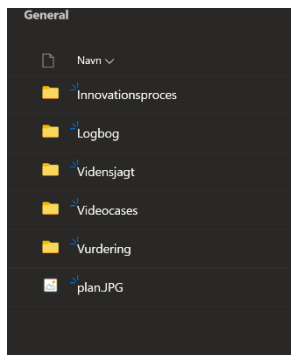 General
Navn
Innovationsproces
Logbog
Vidensjagt
Videocases
Vurdering
plan.JPG